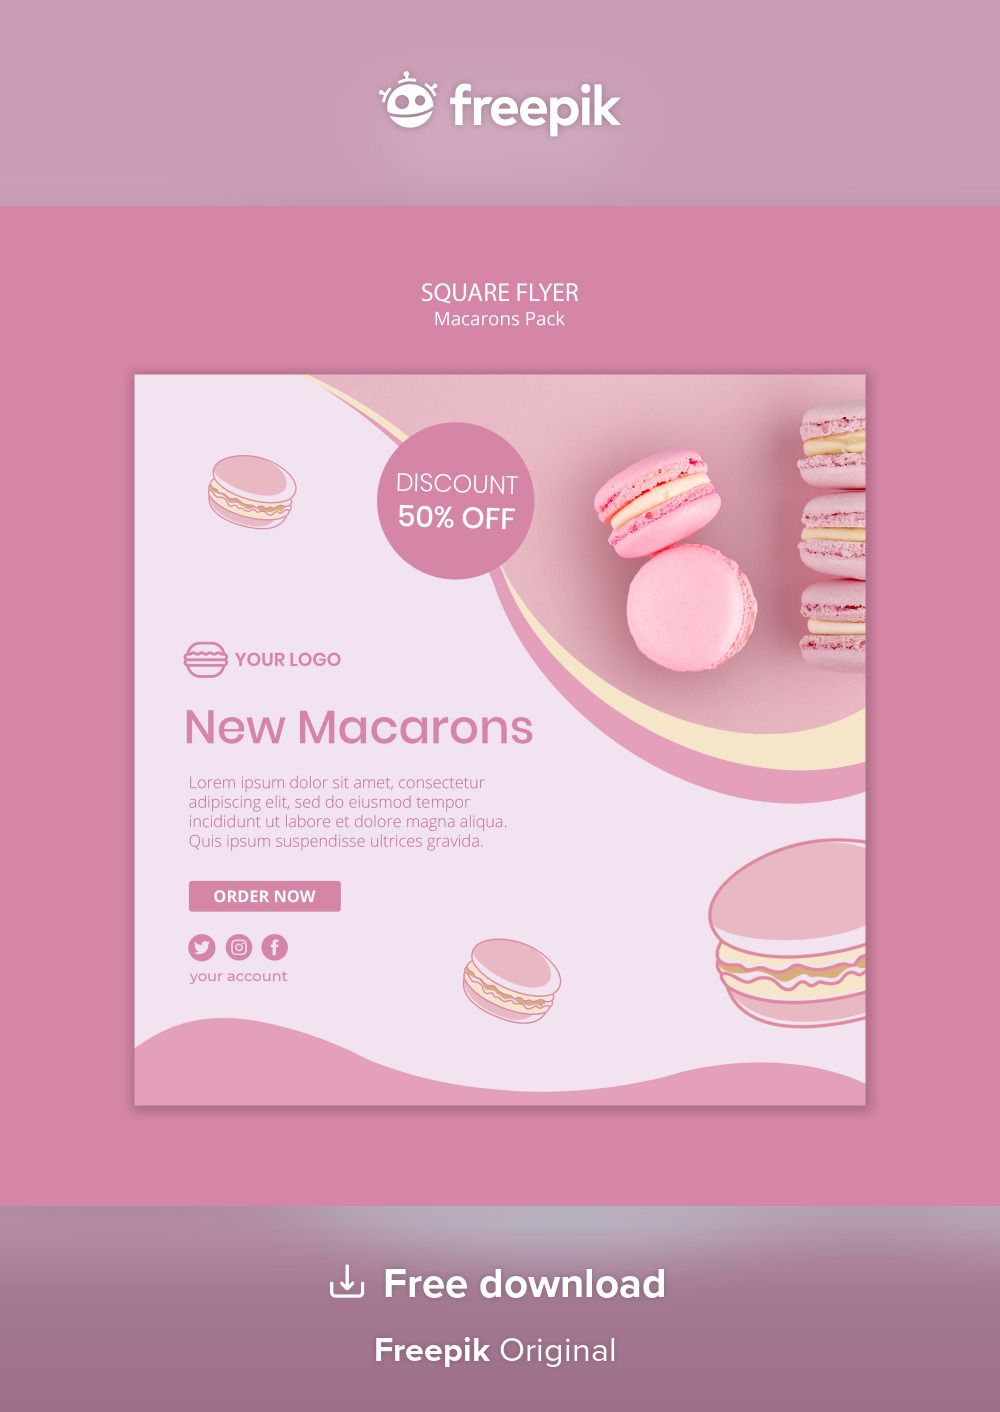 freepik
SQUARE FLYER
Macarons Pack
DISCOUNT
50% OFF
YOUR LOGO
New Macarons
Lorem ipsum dolor sit amet, consectetur
adipiscing elit, sed do eiusmod tempor
incididunt ut labore et dolore magna aliqua.
Quis ipsum suspendisse ultrices gravida.
ORDER NOW
your account
Free download
Freepik Original